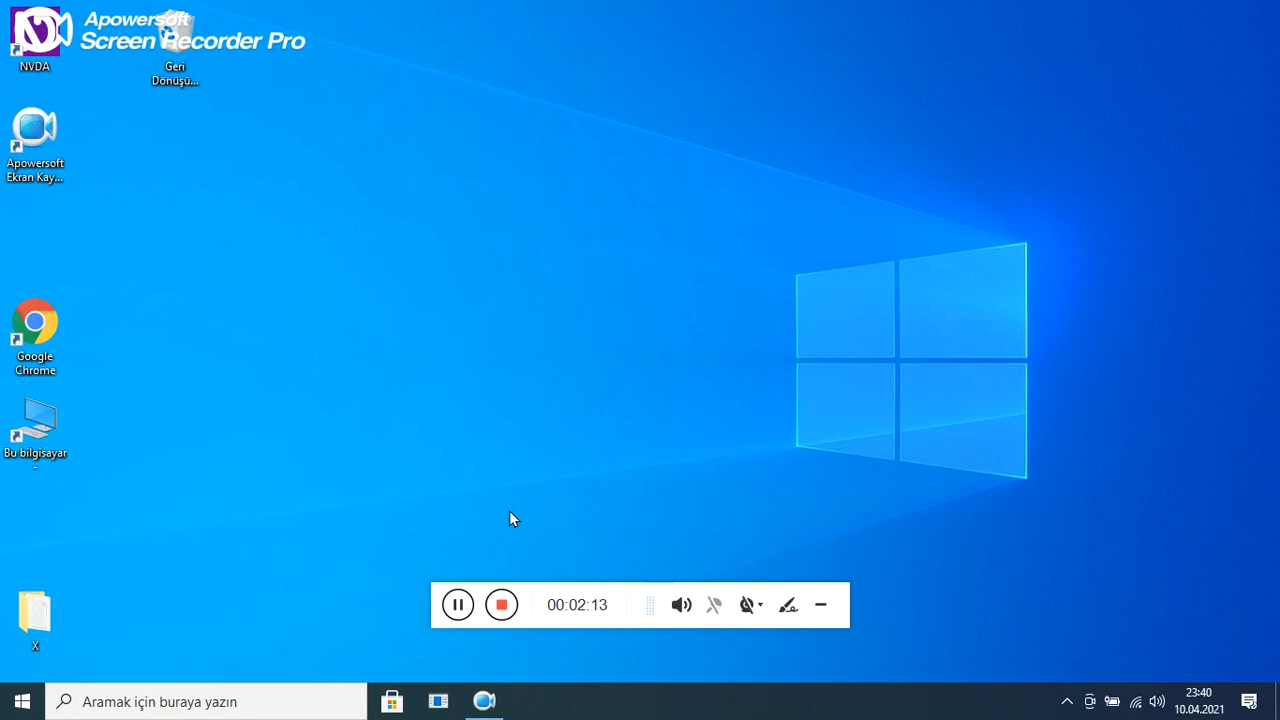 Apowersoft
Screen Recorder Pro
NVDA
Geri
Dönüşü...
Apowersoft
Ekran Kay...
Google
Chrome
Bu bilgisayar
-
X
00:02:13
Aramak için buraya yazın
23:40
10.04.2021